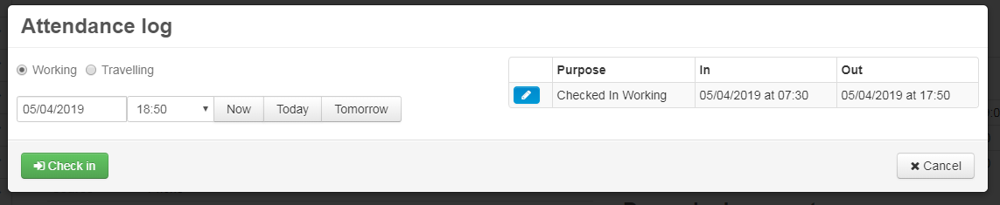 Attendance log
Working Travelling
05/04/2019 18:50 Now Today Tomorrow
Purpose In Out
Checked In Working 05/04/2019 at 07:30 05/04/2019 at 17:50
Check in
Cancel